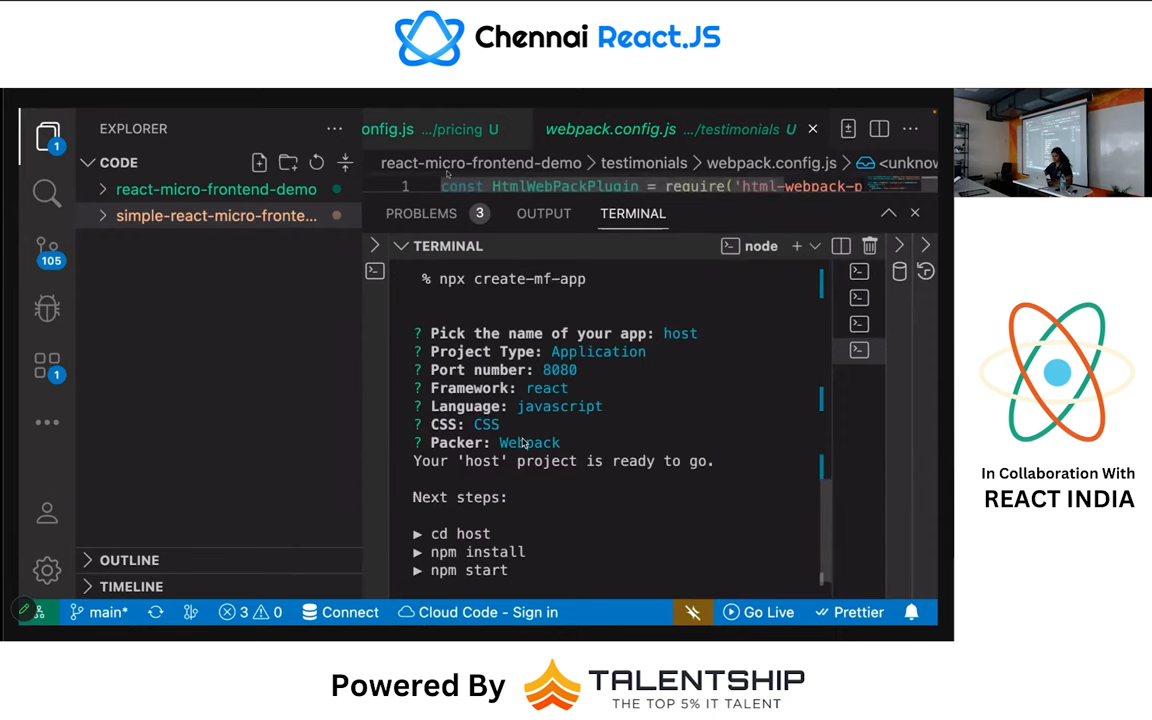 Chennai React.JS
EXPLORER
onfig.js .../pricing U
webpack.config.js .../testimonials U
CODE
react-micro-frontend-demo > testimonials > webpack.config.js > <unknow
react-micro-frontend-demo
1 const HtmlWebPackPlugin = require('html-webpack-p
simple-react-micro-fronte...
PROBLEMS 3 OUTPUT TERMINAL
TERMINAL
node
1
105
1
% npx create-mf-app
? Pick the name of your app: host
? Project Type: Application
? Port number: 8080
? Framework: react
? Language: javascript
? CSS: CSS
? Packer: Webpack
Your 'host' project is ready to go.
Next steps:
▶ cd host
▶ npm install
▶ npm start
OUTLINE
TIMELINE
main* 3 0 Connect Cloud Code - Sign in Go Live Prettier
In Collaboration With
REACT INDIA
Powered By TALENTSHIP
THE TOP 5% IT TALENT